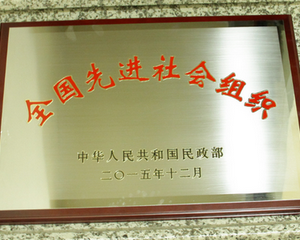 全国先进社会组织
中华人民共和国民政部
二〇一五年十二月